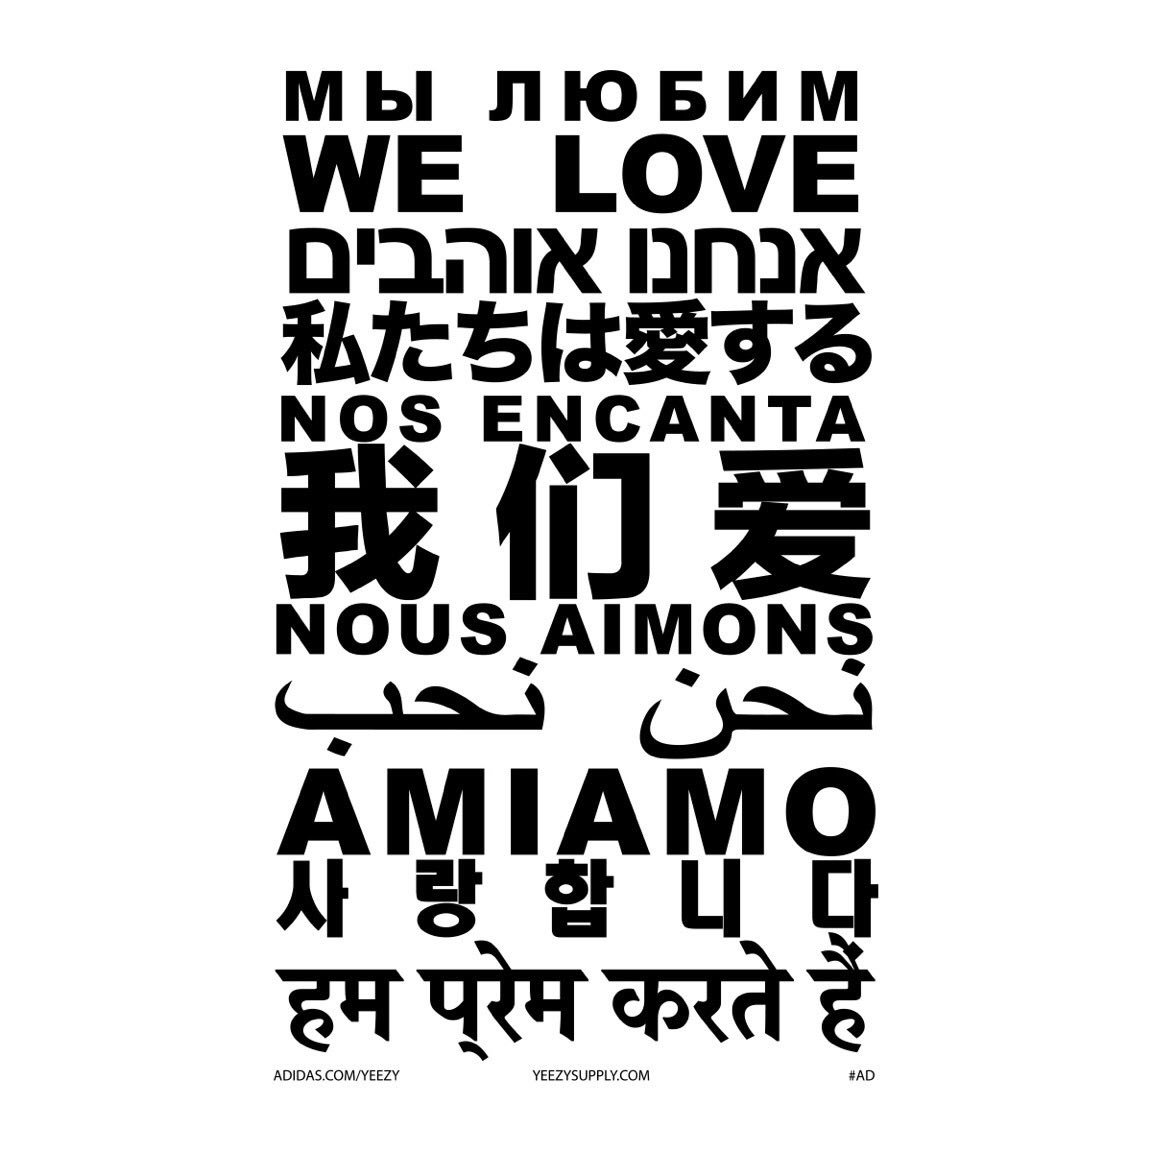 МЫ ЛЮБИМ
WE LOVE
אנחנו אוהבים
私たちは愛する
NOS ENCANTA
我们爱
NOUS AIMONS
نحن نحب
AMIAMO
사랑합니다
हम प्‌रेम करते हैं
ADIDAS.COM/YEEZY YEEZYSUPPLY.COM #AD